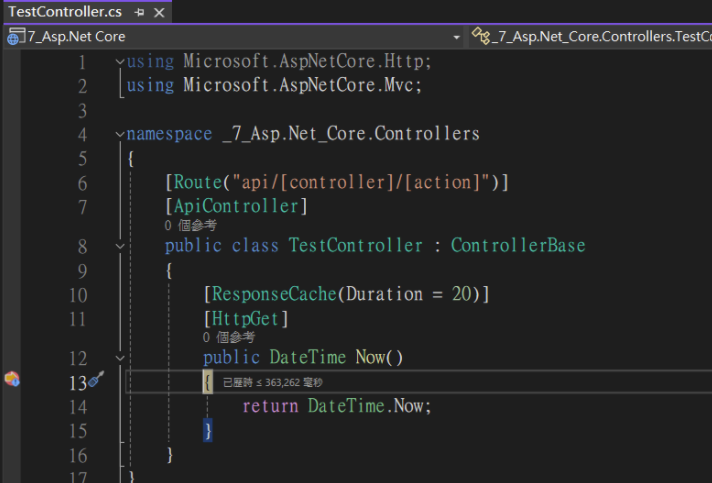 TestController.cs
7_Asp.Net Core
_7_Asp.Net_Core.Controllers.TestCo
1 using Microsoft.AspNetCore.Http;
2 using Microsoft.AspNetCore.Mvc;
3
4 namespace _7_Asp.Net_Core.Controllers
5 {
6 [Route("api/[controller]/[action]")]
7 [ApiController]
0 個參考
8 public class TestController : ControllerBase
9 {
10 [ResponseCache(Duration = 20)]
11 [HttpGet]
0 個參考
12 public DateTime Now()
13 { 已歷時 ≤ 363,262 毫秒
14 return DateTime.Now;
15 }
16 }
17 }